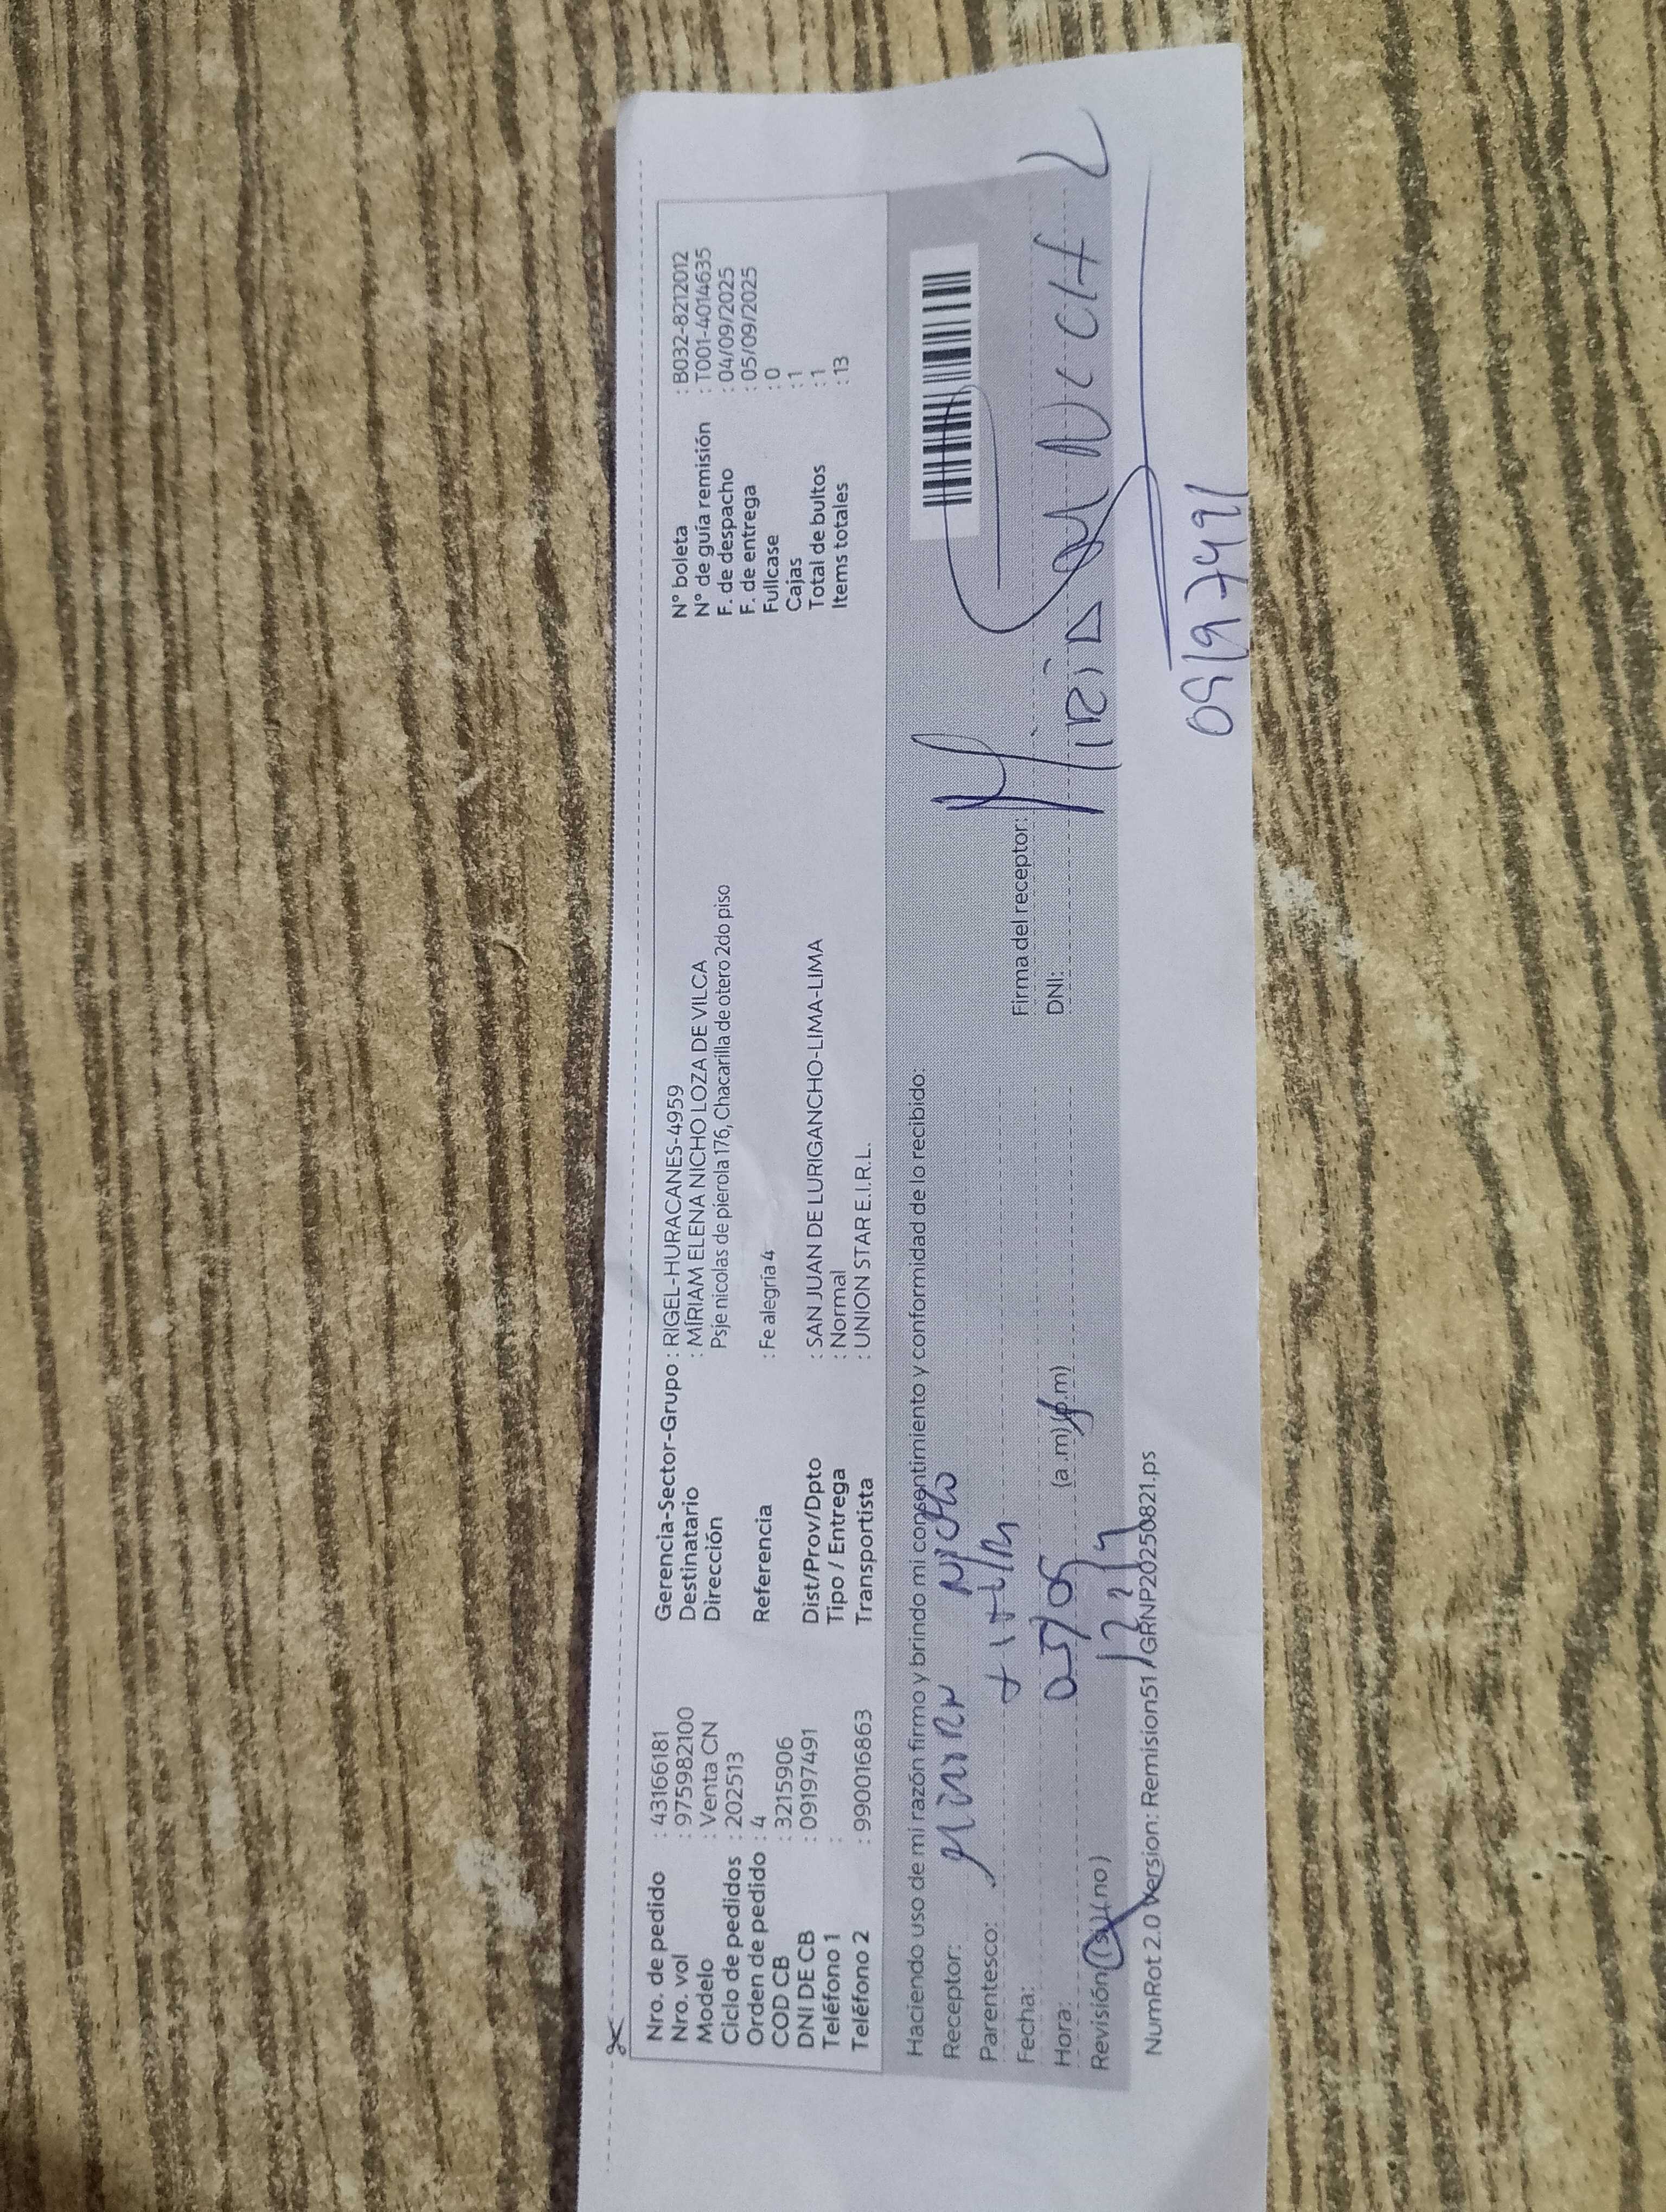 Nro. de pedido : 43166181 Gerencia-Sector-Grupo : RIGEL-HURACANES-4959 N° boleta : B032-8212012
Nro. vol : 975982100 Destinatario : MIRIAM ELENA NICHO LOZA DE VILCA N° de guía remisión : T001-4014635
Modelo : Venta CN Dirección Psje nicolas de pierola 176, Chacarilla de otero 2do piso F. de despacho : 04/09/2025
Ciclo de pedidos : 202513 F. de entrega : 05/09/2025
Orden de pedido : 4 Referencia : Fe alegria 4 Fullcase : 0
COD CB : 3215906 Cajas : 1
DNI DE CB : 09197491 Dist/Prov/Dpto : SAN JUAN DE LURIGANCHO-LIMA-LIMA Total de bultos : 1
Teléfono 1 : Tipo / Entrega : Normal Items totales : 13
Teléfono 2 : 990016863 Transportista : UNION STAR E.I.R.L.
Haciendo uso de mi razón firmo y brindo mi consentimiento y conformidad de lo recibido:
Receptor: Nicho
Parentesco: Firma del receptor:
Fecha: 05/09 DNI:
Hora: (a.m)(p.m)
Revisión (si)(no)
NumRot 2.0 Version: Remision51 /GRNP20250821.ps
09197491